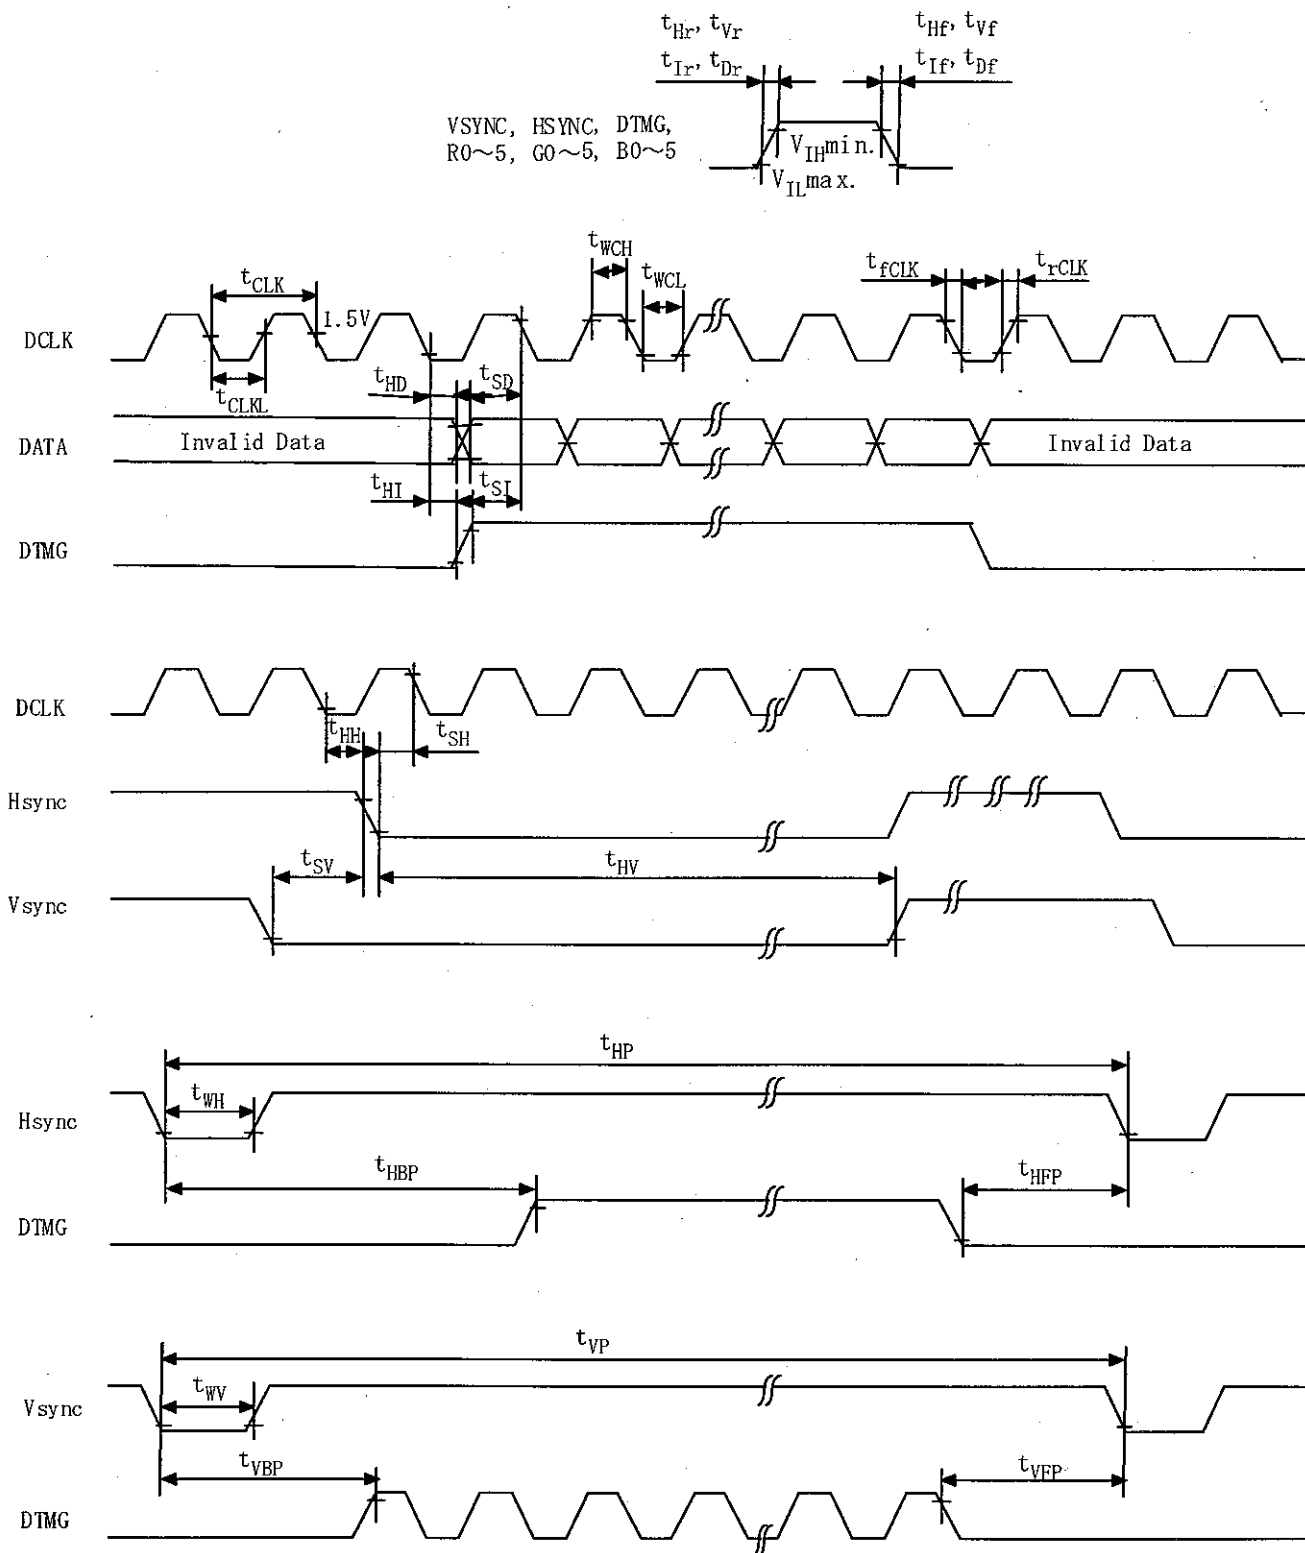 tHr, tVr
tIr, tDr
tHf, tVf
tIf, tDf
VSYNC, HSYNC, DTMG,
R0~5, G0~5, B0~5
VIHmin.
VILmax.
tCLK
tWCH
tWCL
tfCLK
trCLK
1.5V
DCLK
tCLKL
tHD
tSD
DATA
Invalid Data
Invalid Data
tHI
tSI
DTMG
DCLK
tHH
tSH
Hsync
tSV
tHV
Vsync
tHP
tWH
Hsync
tHBP
tHFP
DTMG
tVP
tWV
Vsync
tVBP
tVFP
DTMG